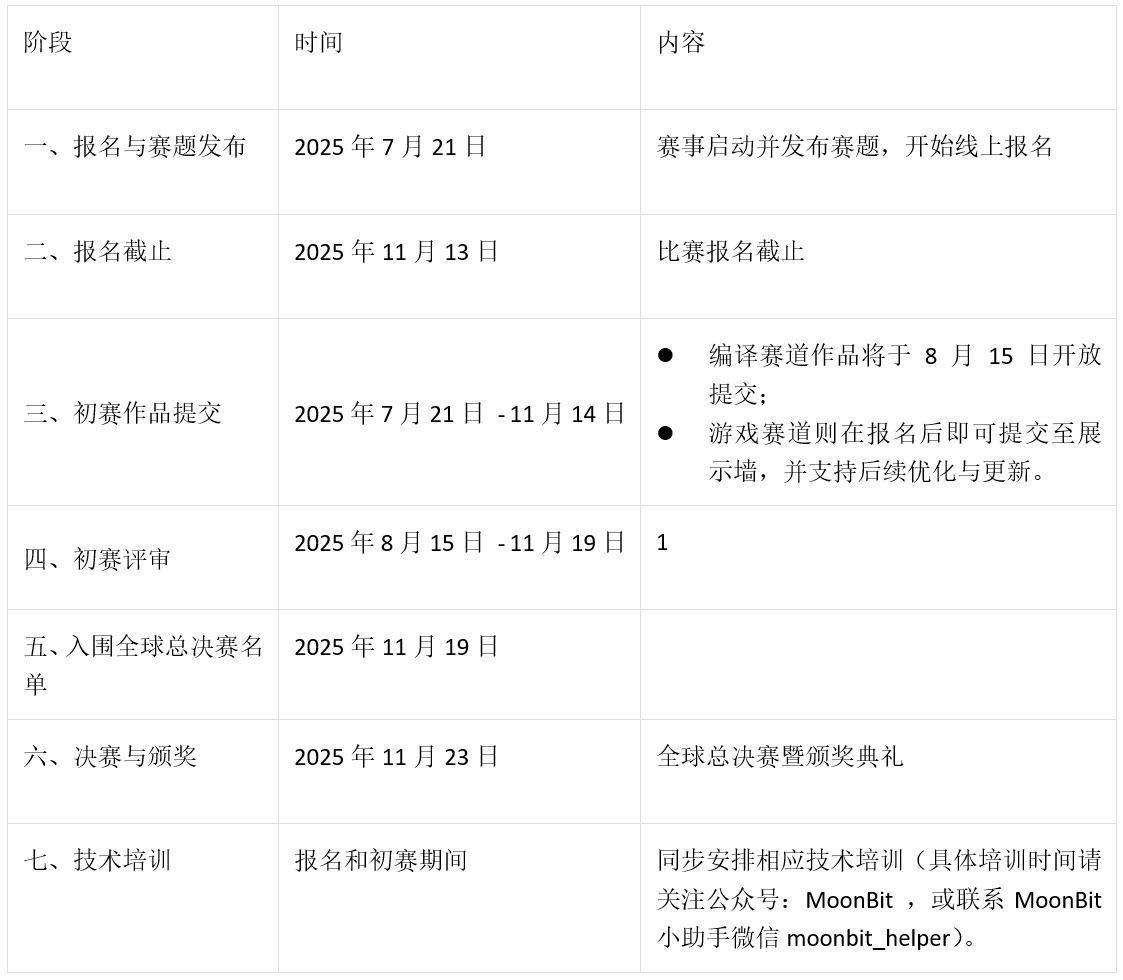 阶段
时间
内容
一、报名与赛题发布
2025 年 7 月 21 日
赛事启动并发布赛题，开始线上报名
二、报名截止
2025 年 11 月 13 日
比赛报名截止
三、初赛作品提交
2025 年 7 月 21 日 - 11 月 14 日
● 编译赛道作品将于 8 月 15 日开放
提交；
● 游戏赛道则在报名后即可提交至展
示墙，并支持后续优化与更新。
四、初赛评审
2025 年 8 月 15 日 - 11 月 19 日
1
五、入围全球总决赛名
单
2025 年 11 月 19 日
六、决赛与颁奖
2025 年 11 月 23 日
全球总决赛暨颁奖典礼
七、技术培训
报名和初赛期间
同步安排相应技术培训（具体培训时间请
关注公众号：MoonBit ，或联系 MoonBit
小助手微信 moonbit_helper）。